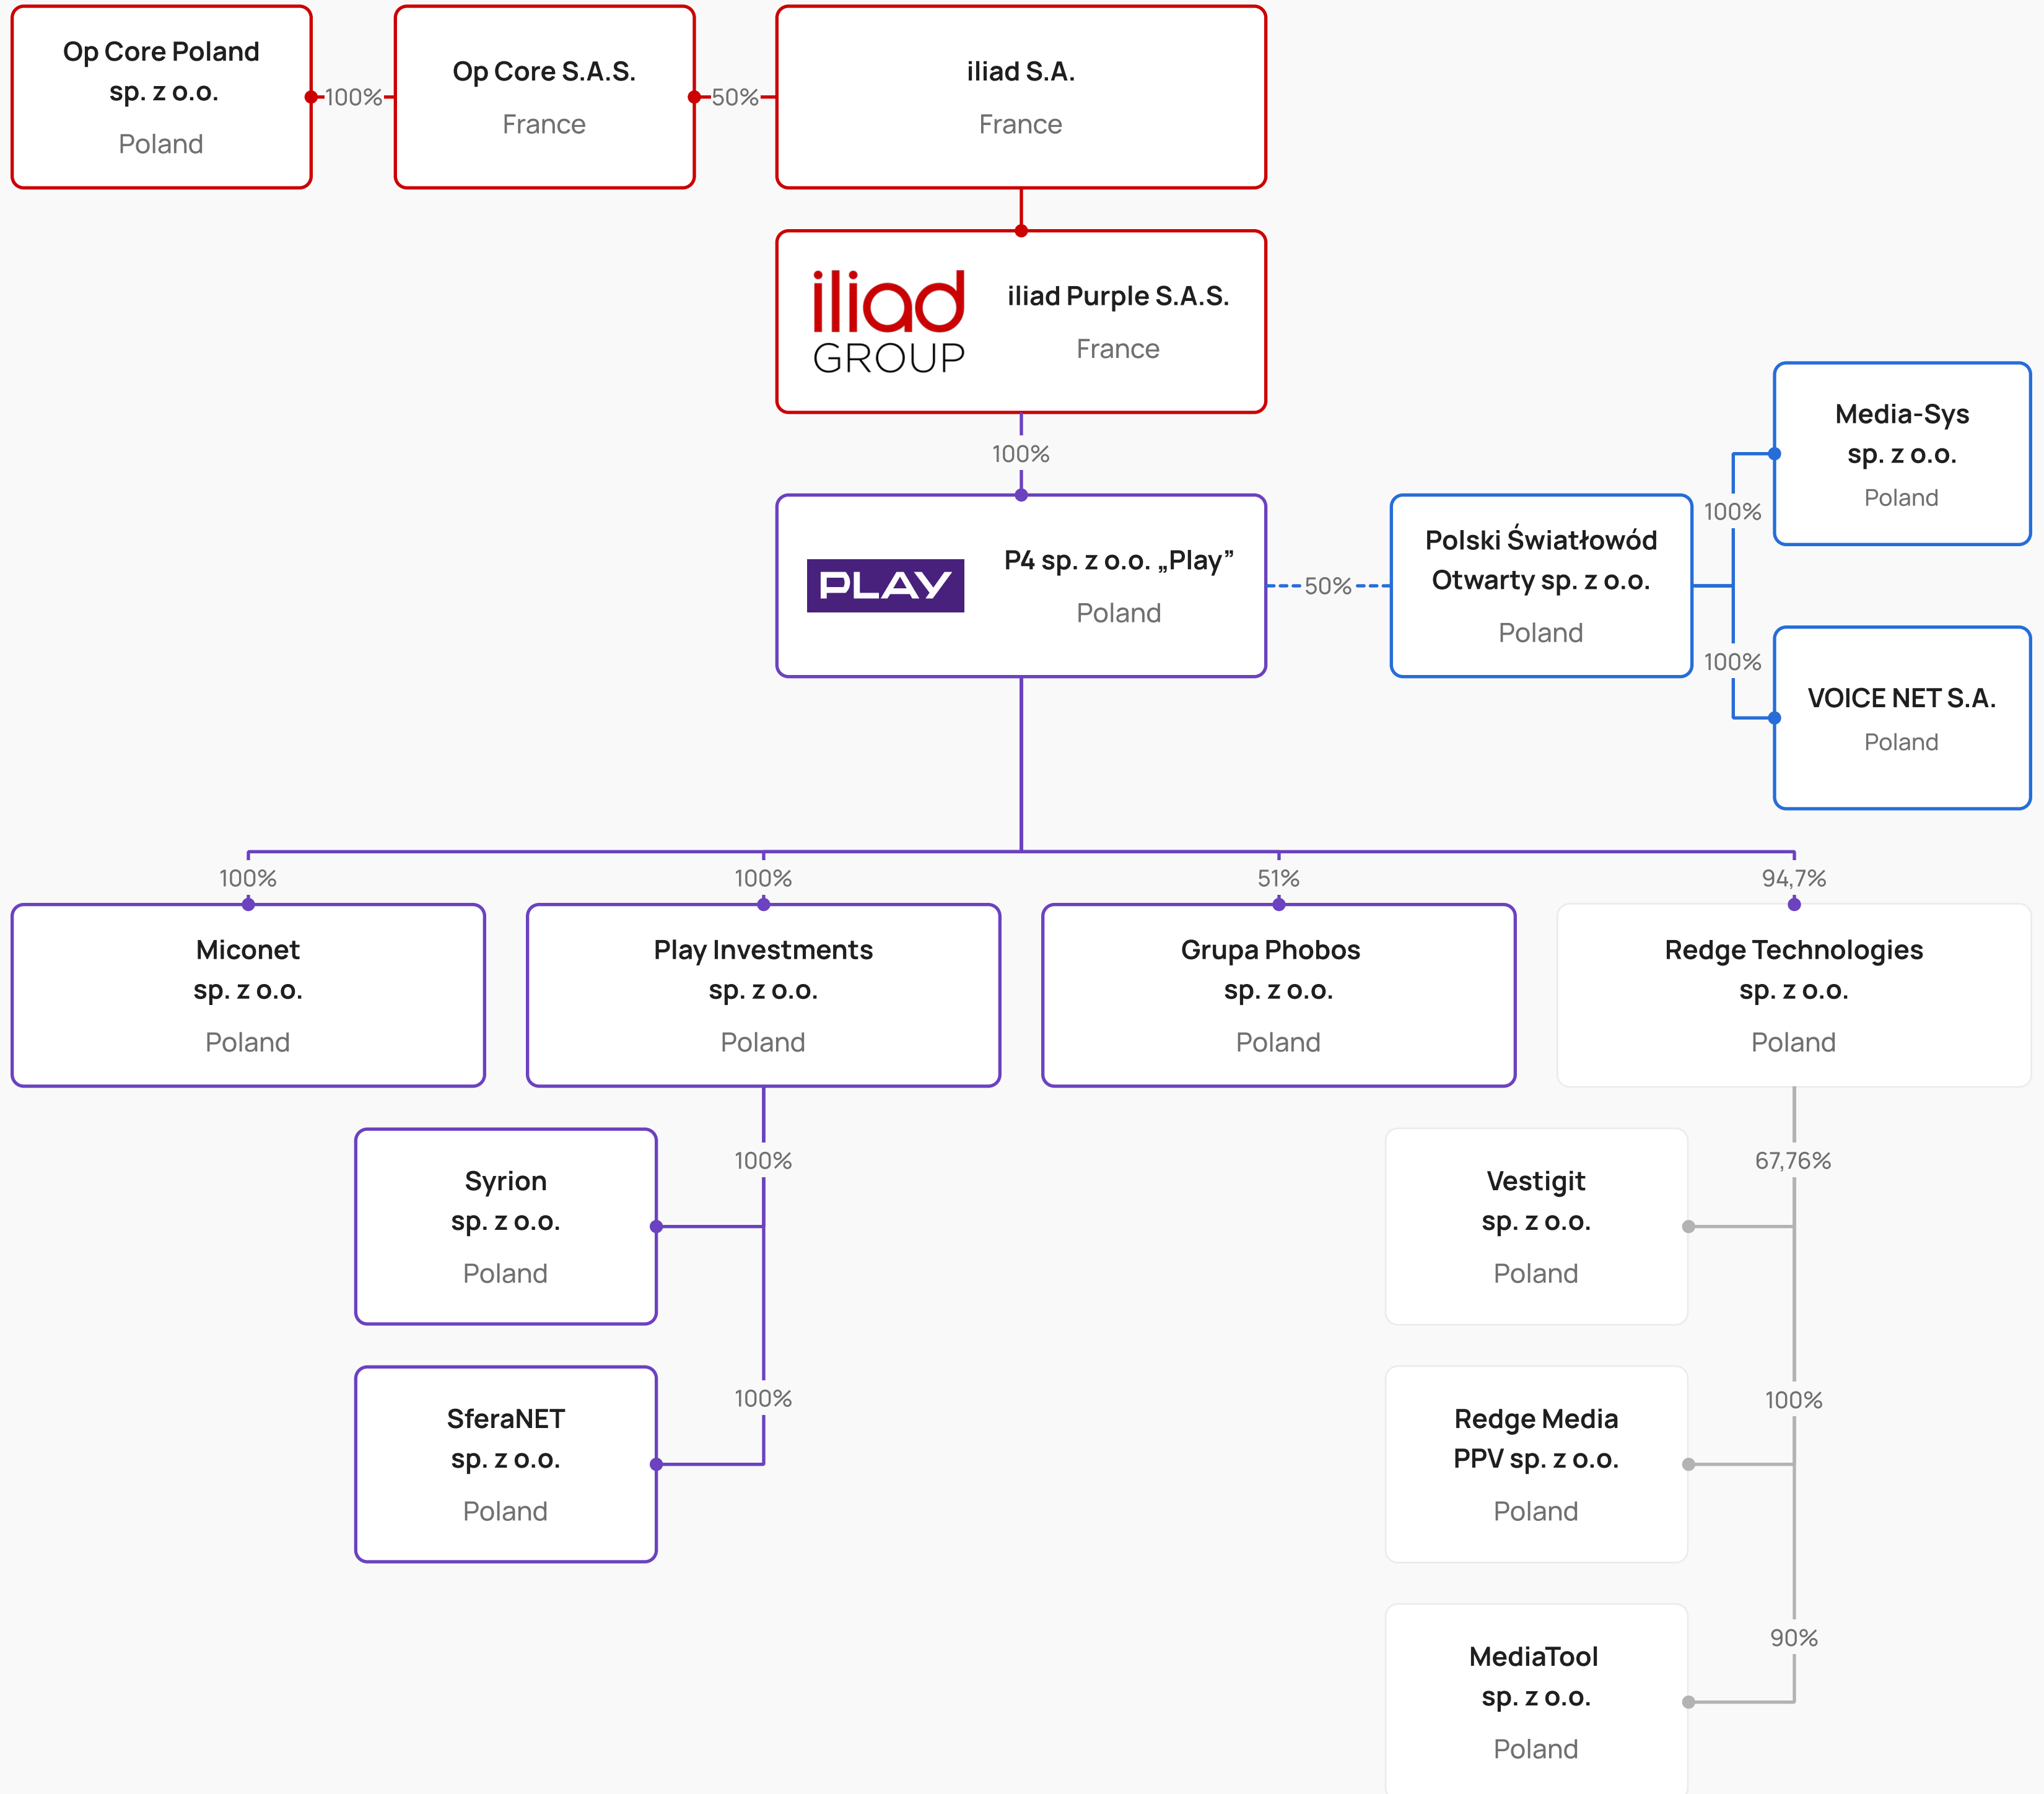 Op Core Poland
sp. z o.o.
Poland
100%
Op Core S.A.S.
France
50%
iliad S.A.
France
iliad
GROUP
iliad Purple S.A.S.
France
100%
PLAY
P4 sp. z o.o. „Play”
Poland
50%
Polski Światłowód
Otwarty sp. z o.o.
Poland
100%
Media-Sys
sp. z o.o.
Poland
100%
VOICE NET S.A.
Poland
100%
100%
51%
94,7%
Miconet
sp. z o.o.
Poland
Play Investments
sp. z o.o.
Poland
Grupa Phobos
sp. z o.o.
Poland
Redge Technologies
sp. z o.o.
Poland
Syrion
sp. z o.o.
Poland
100%
Vestigit
sp. z o.o.
Poland
67,76%
SferaNET
sp. z o.o.
Poland
100%
Redge Media
PPV sp. z o.o.
Poland
100%
MediaTool
sp. z o.o.
Poland
90%